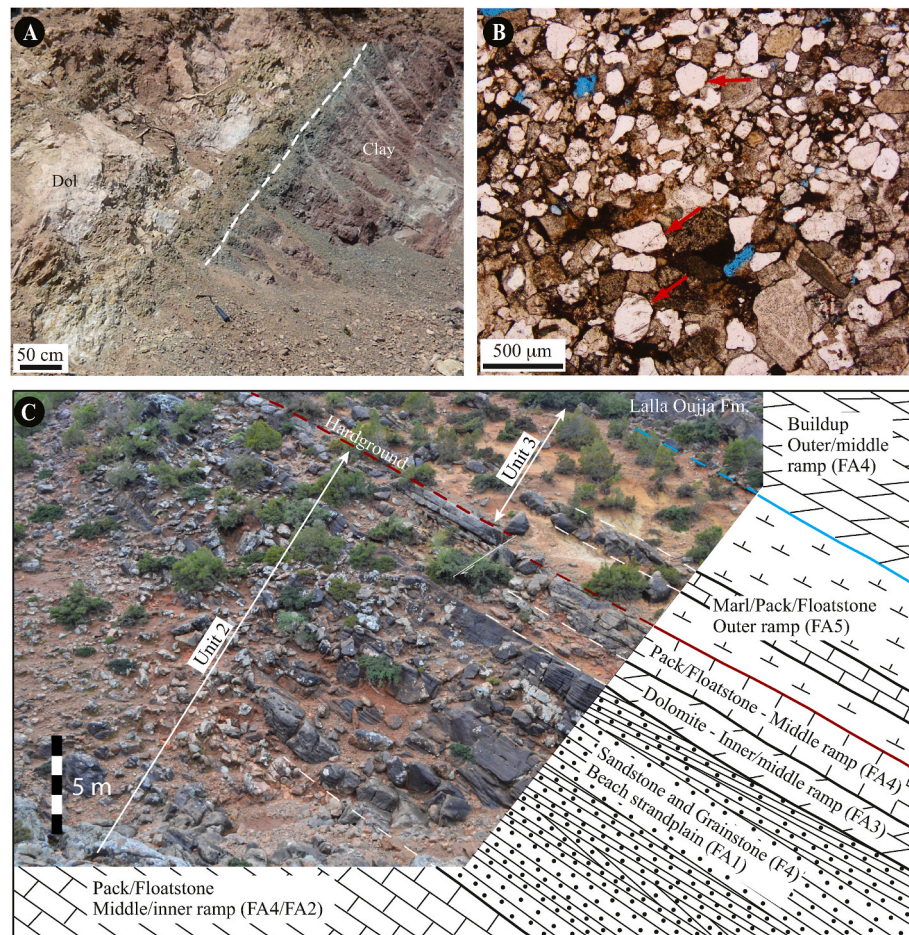 A
Dol
Clay
50 cm
B
500 µm
C
Hardground
Unit 3
Lalla Oujja Fm.
Unit 2
5 m
Buildup
Outer/middle
ramp (FA4)
Marl/Pack/Floatstone
Outer ramp (FA5)
Pack/Floatstone - Middle ramp (FA4)
Dolomite - Inner/middle ramp (FA3)
Sandstone and Grainstone (F4)
Beach strandplain (FA1)
Pack/Floatstone
Middle/inner ramp (FA4/FA2)